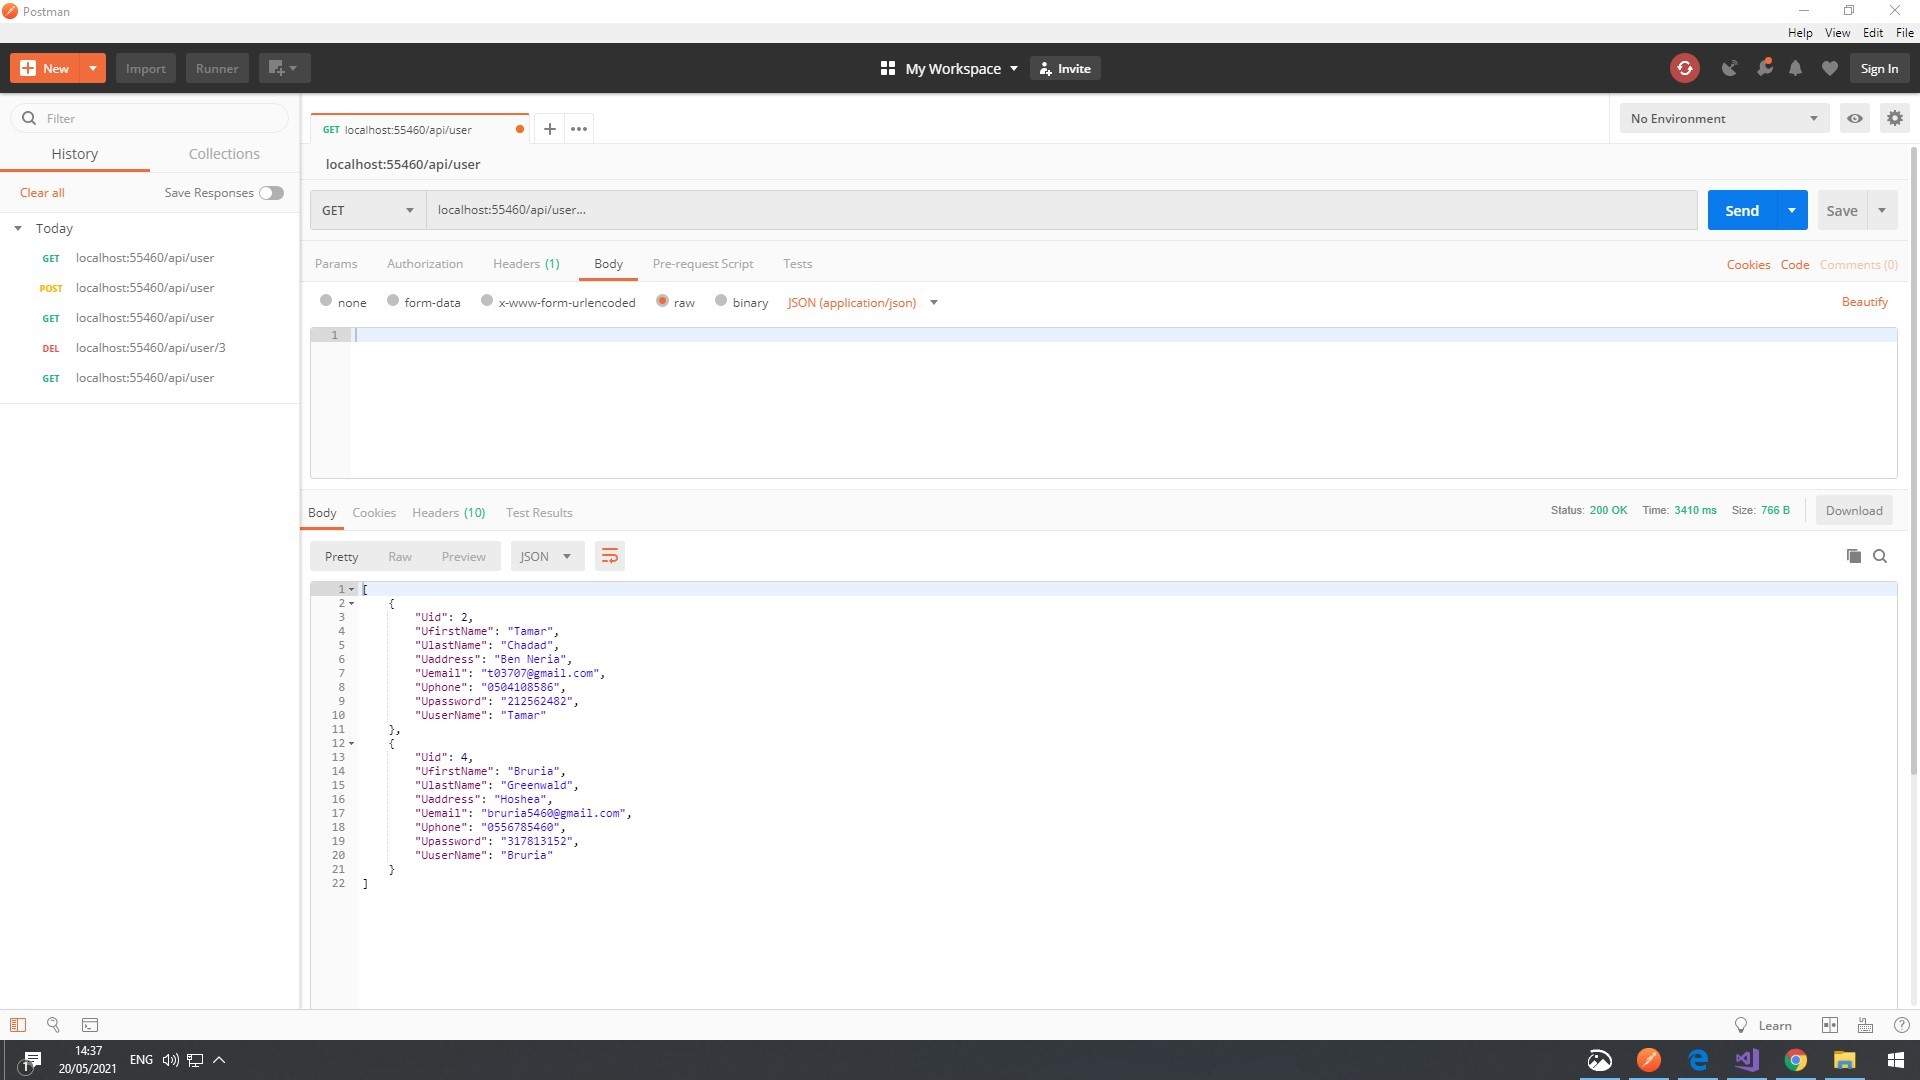 Postman
Help View Edit File
New Import Runner My Workspace Invite Sign In
Filter
History Collections
Clear all Save Responses
Today
GET localhost:55460/api/user
POST localhost:55460/api/user
GET localhost:55460/api/user
DEL localhost:55460/api/user/3
GET localhost:55460/api/user
GET localhost:55460/api/user
No Environment
localhost:55460/api/user
GET localhost:55460/api/user... Send Save
Params Authorization Headers (1) Body Pre-request Script Tests Cookies Code Comments (0)
none form-data x-www-form-urlencoded raw binary JSON (application/json) Beautify
1
Body Cookies Headers (10) Test Results Status: 200 OK Time: 3410 ms Size: 766 B Download
Pretty Raw Preview JSON
1 [
2 {
3 "Uid": 2,
4 "UfirstName": "Tamar",
5 "UlastName": "Chadad",
6 "Uaddress": "Ben Neria",
7 "Uemail": "t03707@gmail.com",
8 "Uphone": "0504108586",
9 "Upassword": "212562482",
10 "UuserName": "Tamar"
11 },
12 {
13 "Uid": 4,
14 "UfirstName": "Bruria",
15 "UlastName": "Greenwald",
16 "Uaddress": "Hoshea",
17 "Uemail": "bruria5460@gmail.com",
18 "Uphone": "0556785460",
19 "Upassword": "317813152",
20 "UuserName": "Bruria"
21 }
22 ]
Learn
1 14:37
20/05/2021
ENG